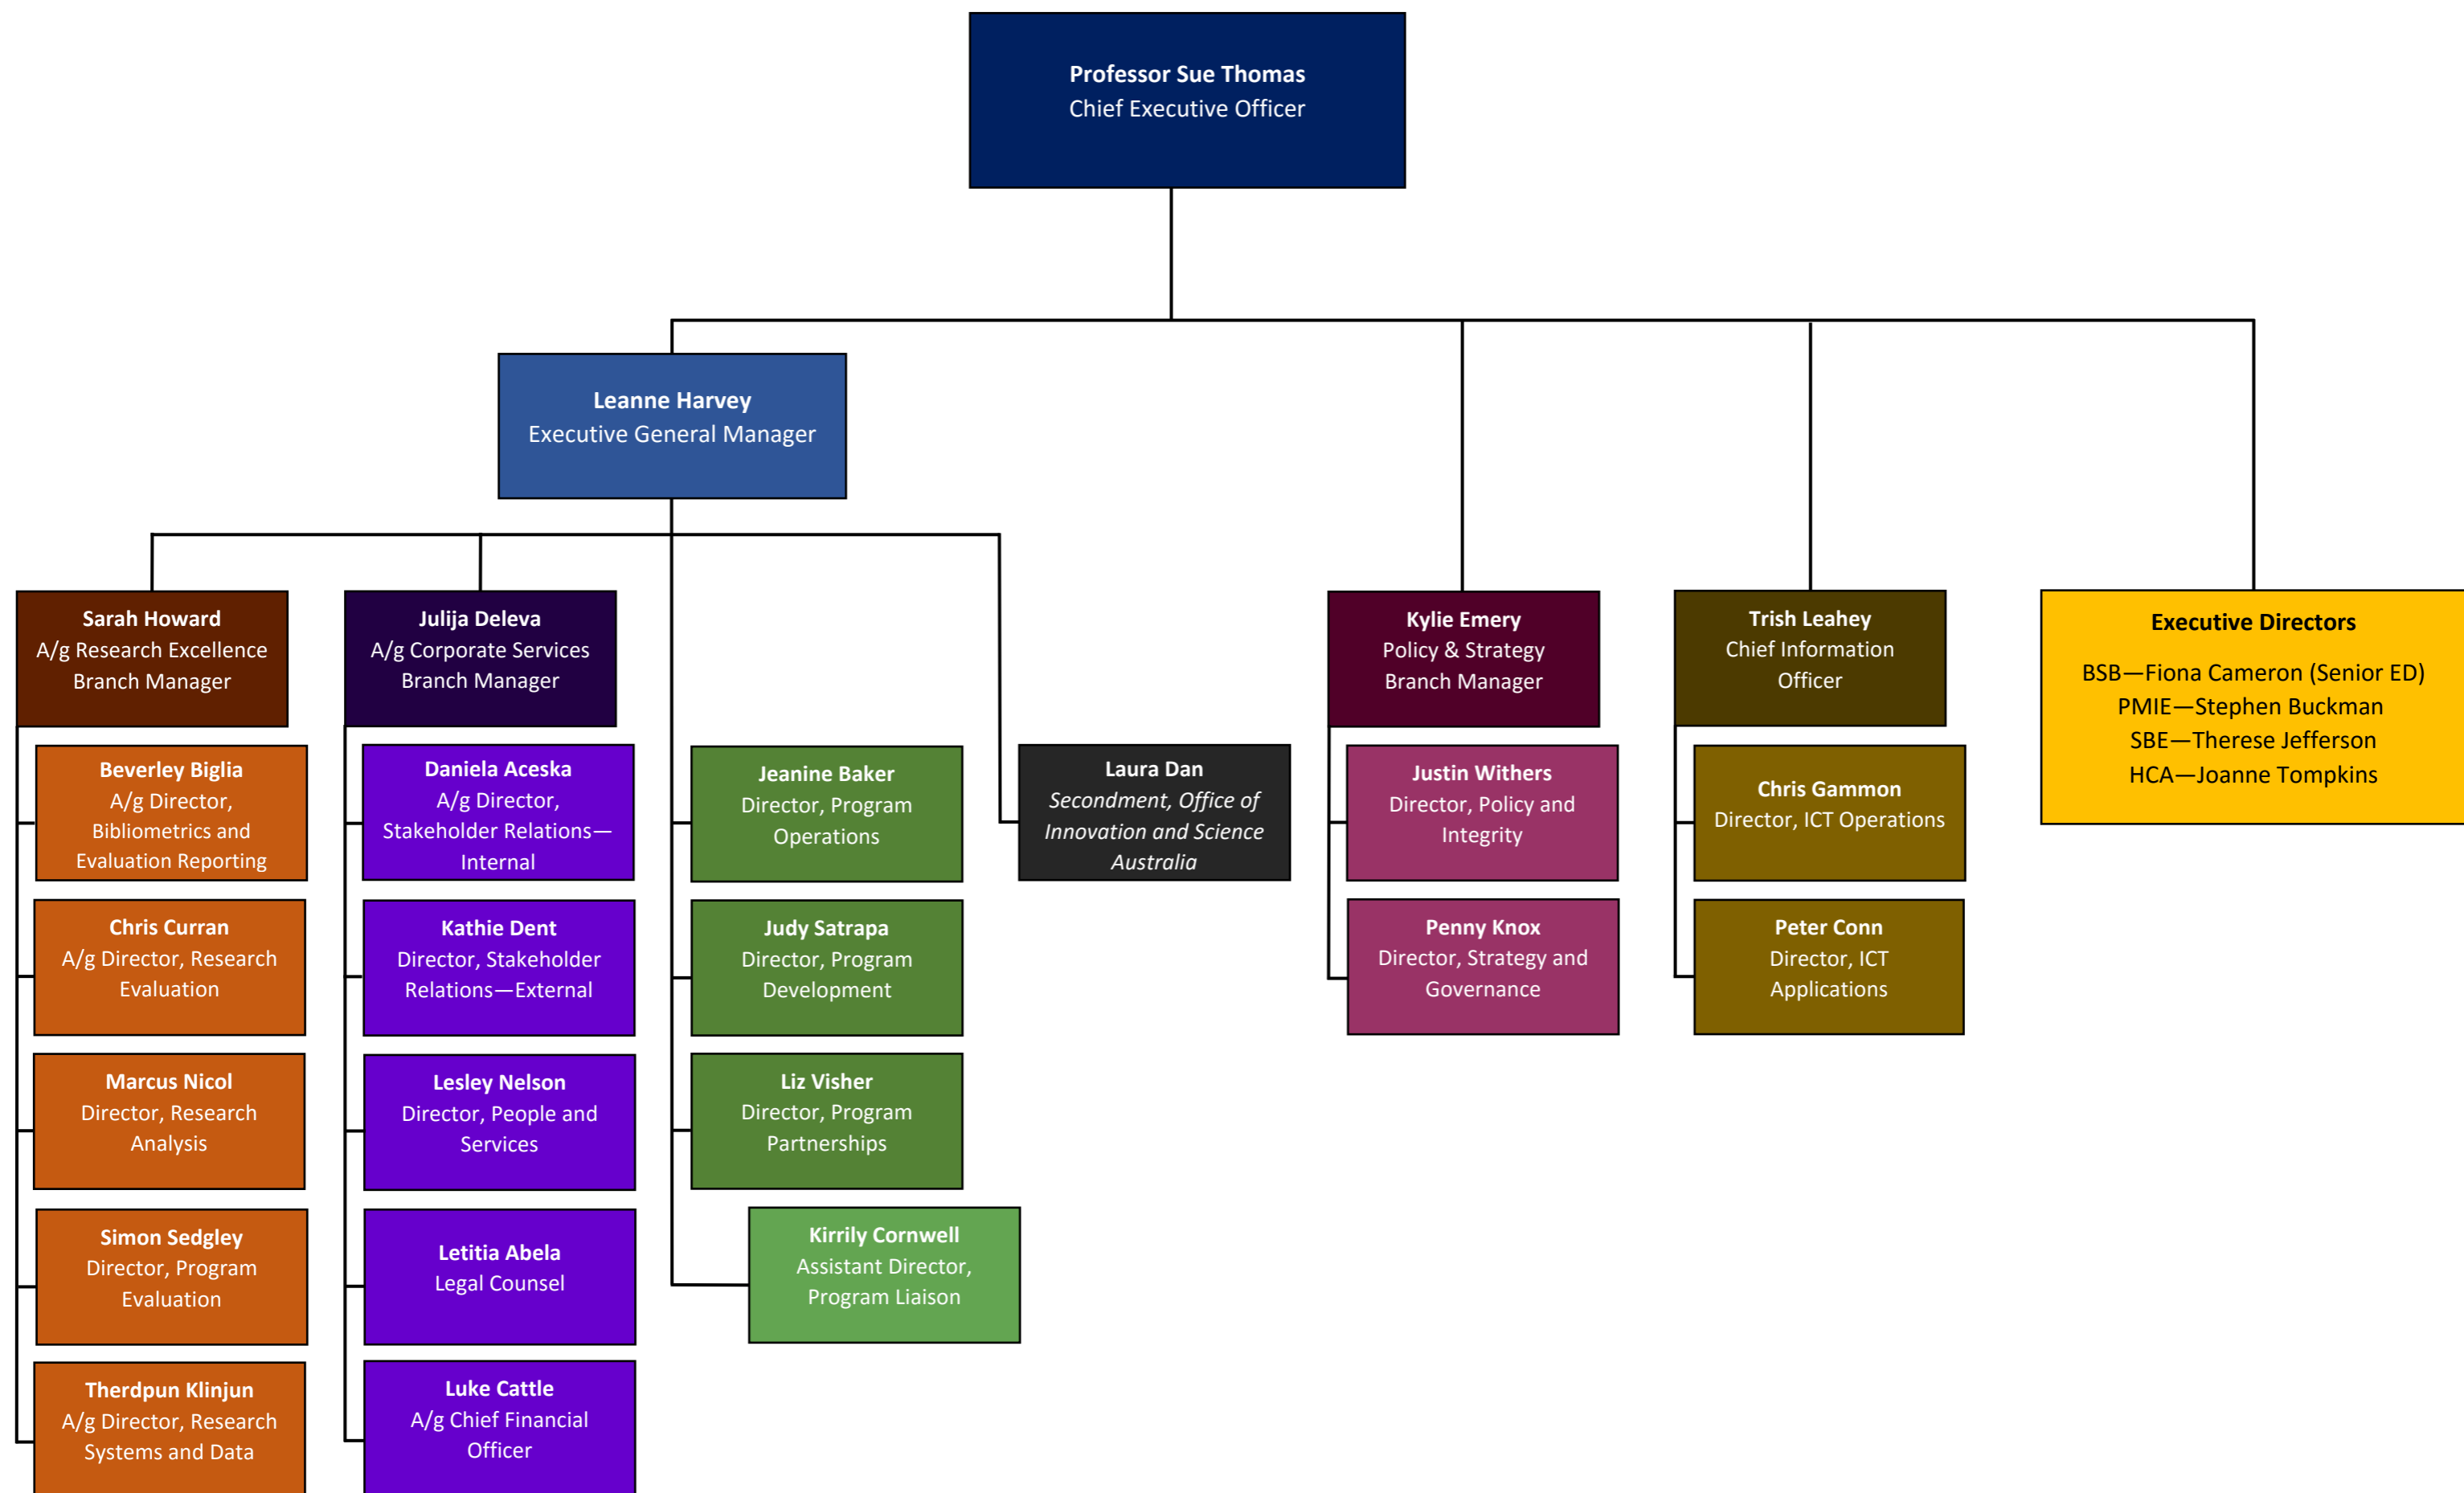 Professor Sue Thomas
Chief Executive Officer
Leanne Harvey
Executive General Manager
Sarah Howard
A/g Research Excellence
Branch Manager
Beverley Biglia
A/g Director,
Bibliometrics and
Evaluation Reporting
Chris Curran
A/g Director, Research
Evaluation
Marcus Nicol
Director, Research
Analysis
Simon Sedgley
Director, Program
Evaluation
Therdpun Klinjun
A/g Director, Research
Systems and Data
Julija Deleva
A/g Corporate Services
Branch Manager
Daniela Aceska
A/g Director,
Stakeholder Relations—
Internal
Kathie Dent
Director, Stakeholder
Relations—External
Lesley Nelson
Director, People and
Services
Letitia Abela
Legal Counsel
Luke Cattle
A/g Chief Financial
Officer
Jeanine Baker
Director, Program
Operations
Judy Satrapa
Director, Program
Development
Liz Visher
Director, Program
Partnerships
Kirrily Cornwell
Assistant Director,
Program Liaison
Laura Dan
Secondment, Office of
Innovation and Science
Australia
Kylie Emery
Policy & Strategy
Branch Manager
Justin Withers
Director, Policy and
Integrity
Penny Knox
Director, Strategy and
Governance
Trish Leahey
Chief Information
Officer
Chris Gammon
Director, ICT Operations
Peter Conn
Director, ICT
Applications
Executive Directors
BSB—Fiona Cameron (Senior ED)
PMIE—Stephen Buckman
SBE—Therese Jefferson
HCA—Joanne Tompkins